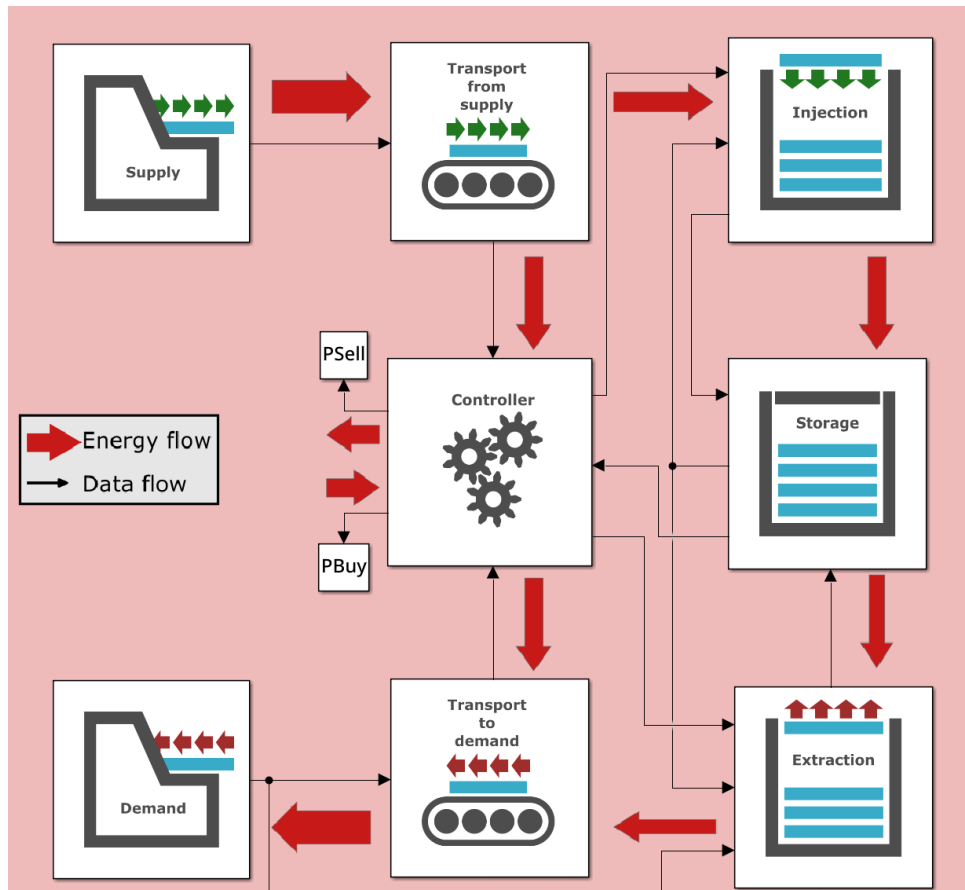 Supply
Transport
from
supply
Injection
PSell
Controller
Storage
Energy flow
Data flow
PBuy
Demand
Transport
to
demand
Extraction